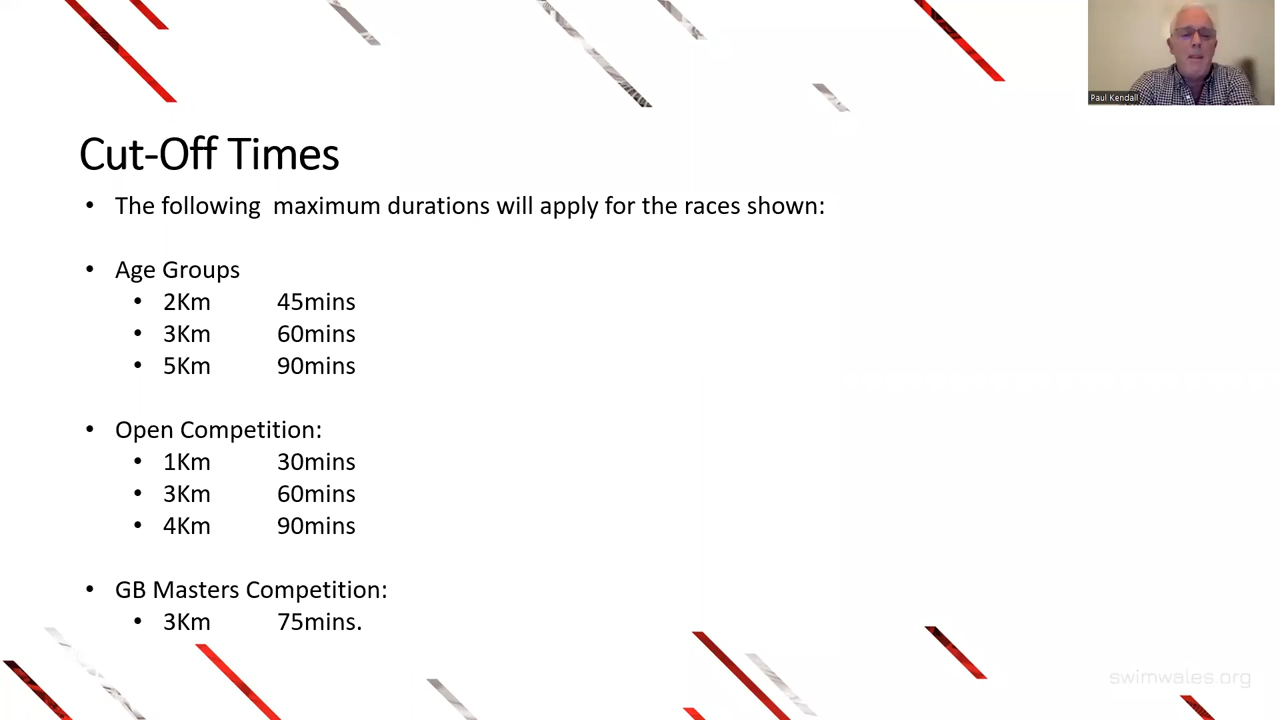 Paul Kendall
Cut-Off Times
• The following maximum durations will apply for the races shown:
• Age Groups
• 2Km 45mins
• 3Km 60mins
• 5Km 90mins
• Open Competition:
• 1Km 30mins
• 3Km 60mins
• 4Km 90mins
• GB Masters Competition:
• 3Km 75mins.
swimwales.org